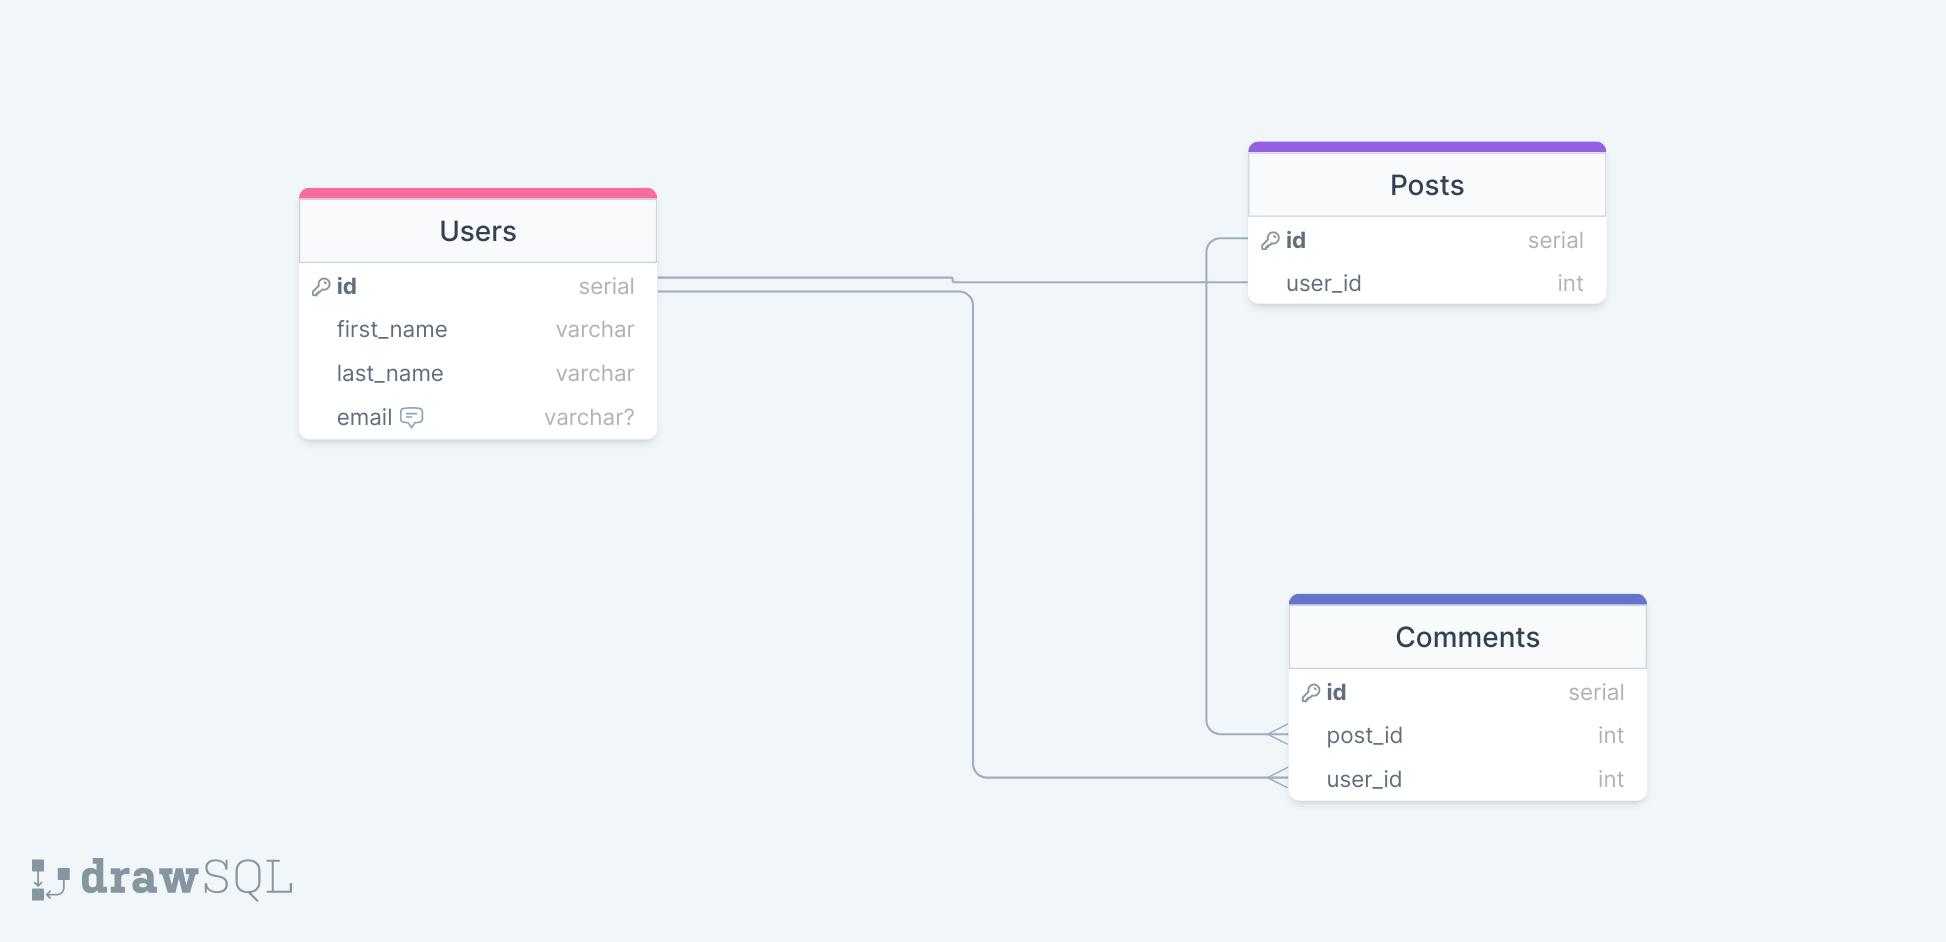 Users
id serial
first_name varchar
last_name varchar
email varchar?
Posts
id serial
user_id int
Comments
id serial
post_id int
user_id int
drawSQL